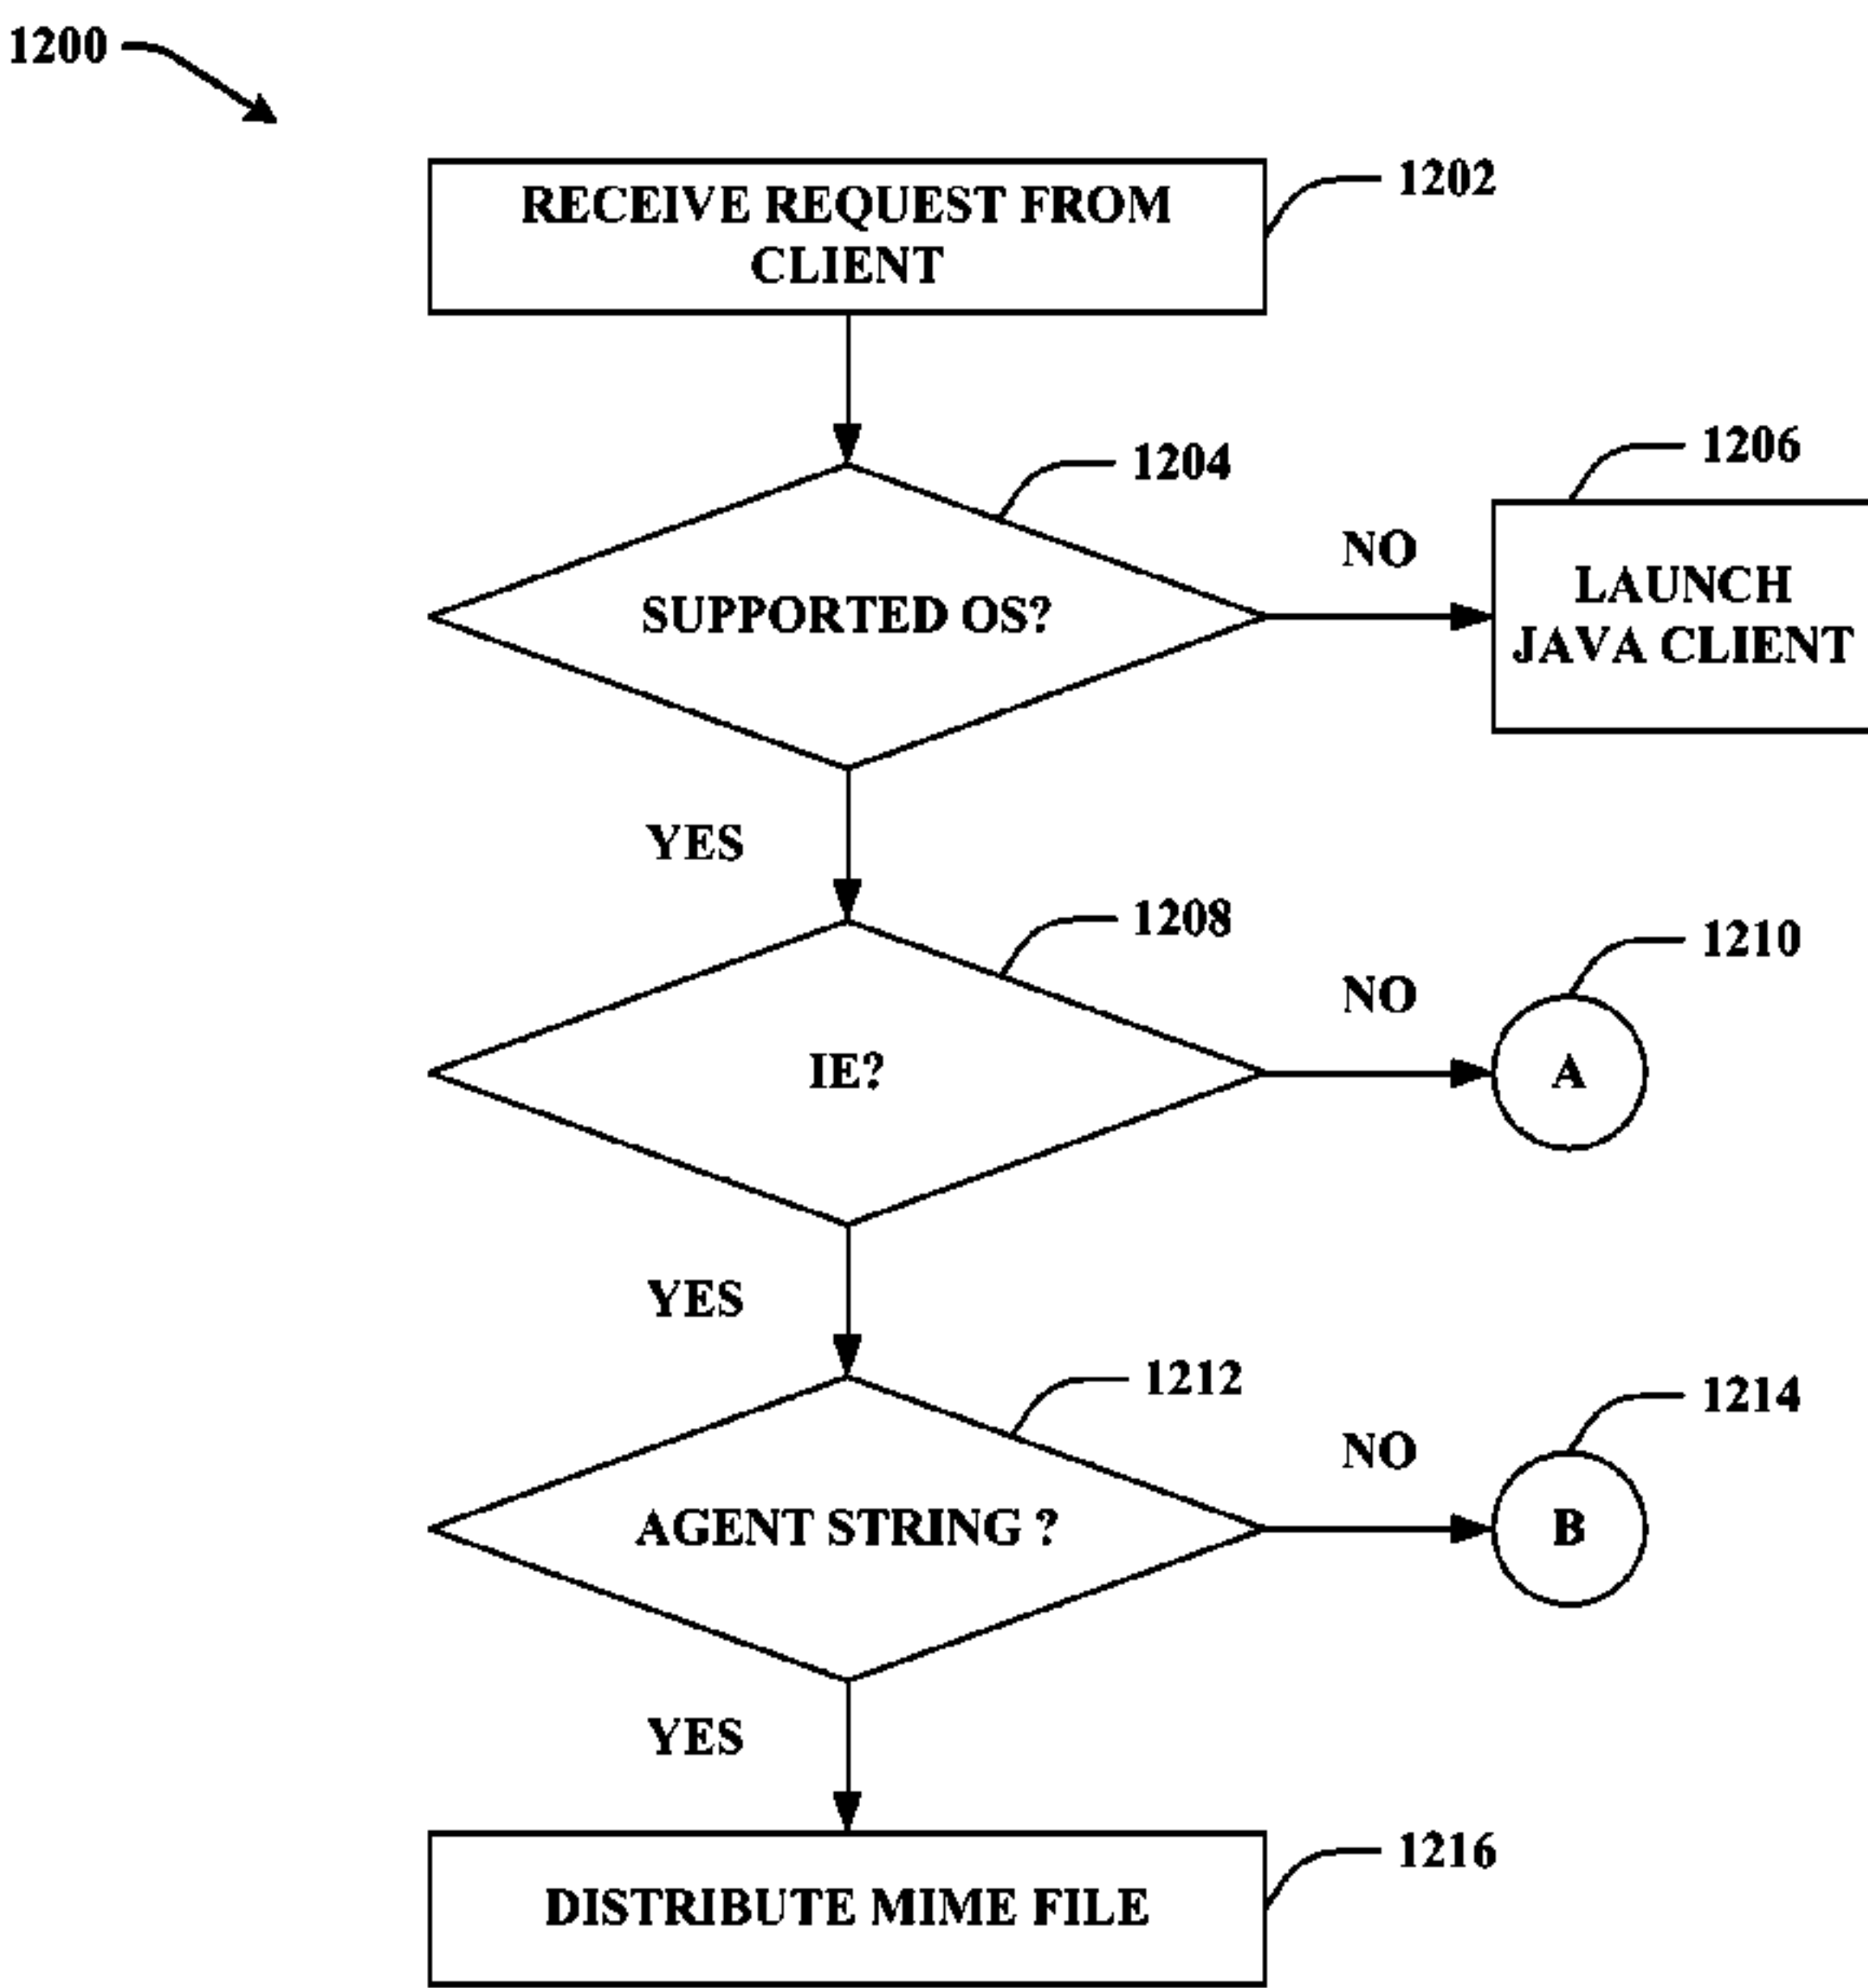 1200
RECEIVE REQUEST FROM
CLIENT
1202
SUPPORTED OS?
1204
NO
LAUNCH
JAVA CLIENT
1206
YES
IE?
1208
NO
A
1210
YES
AGENT STRING ?
1212
NO
B
1214
YES
DISTRIBUTE MIME FILE
1216